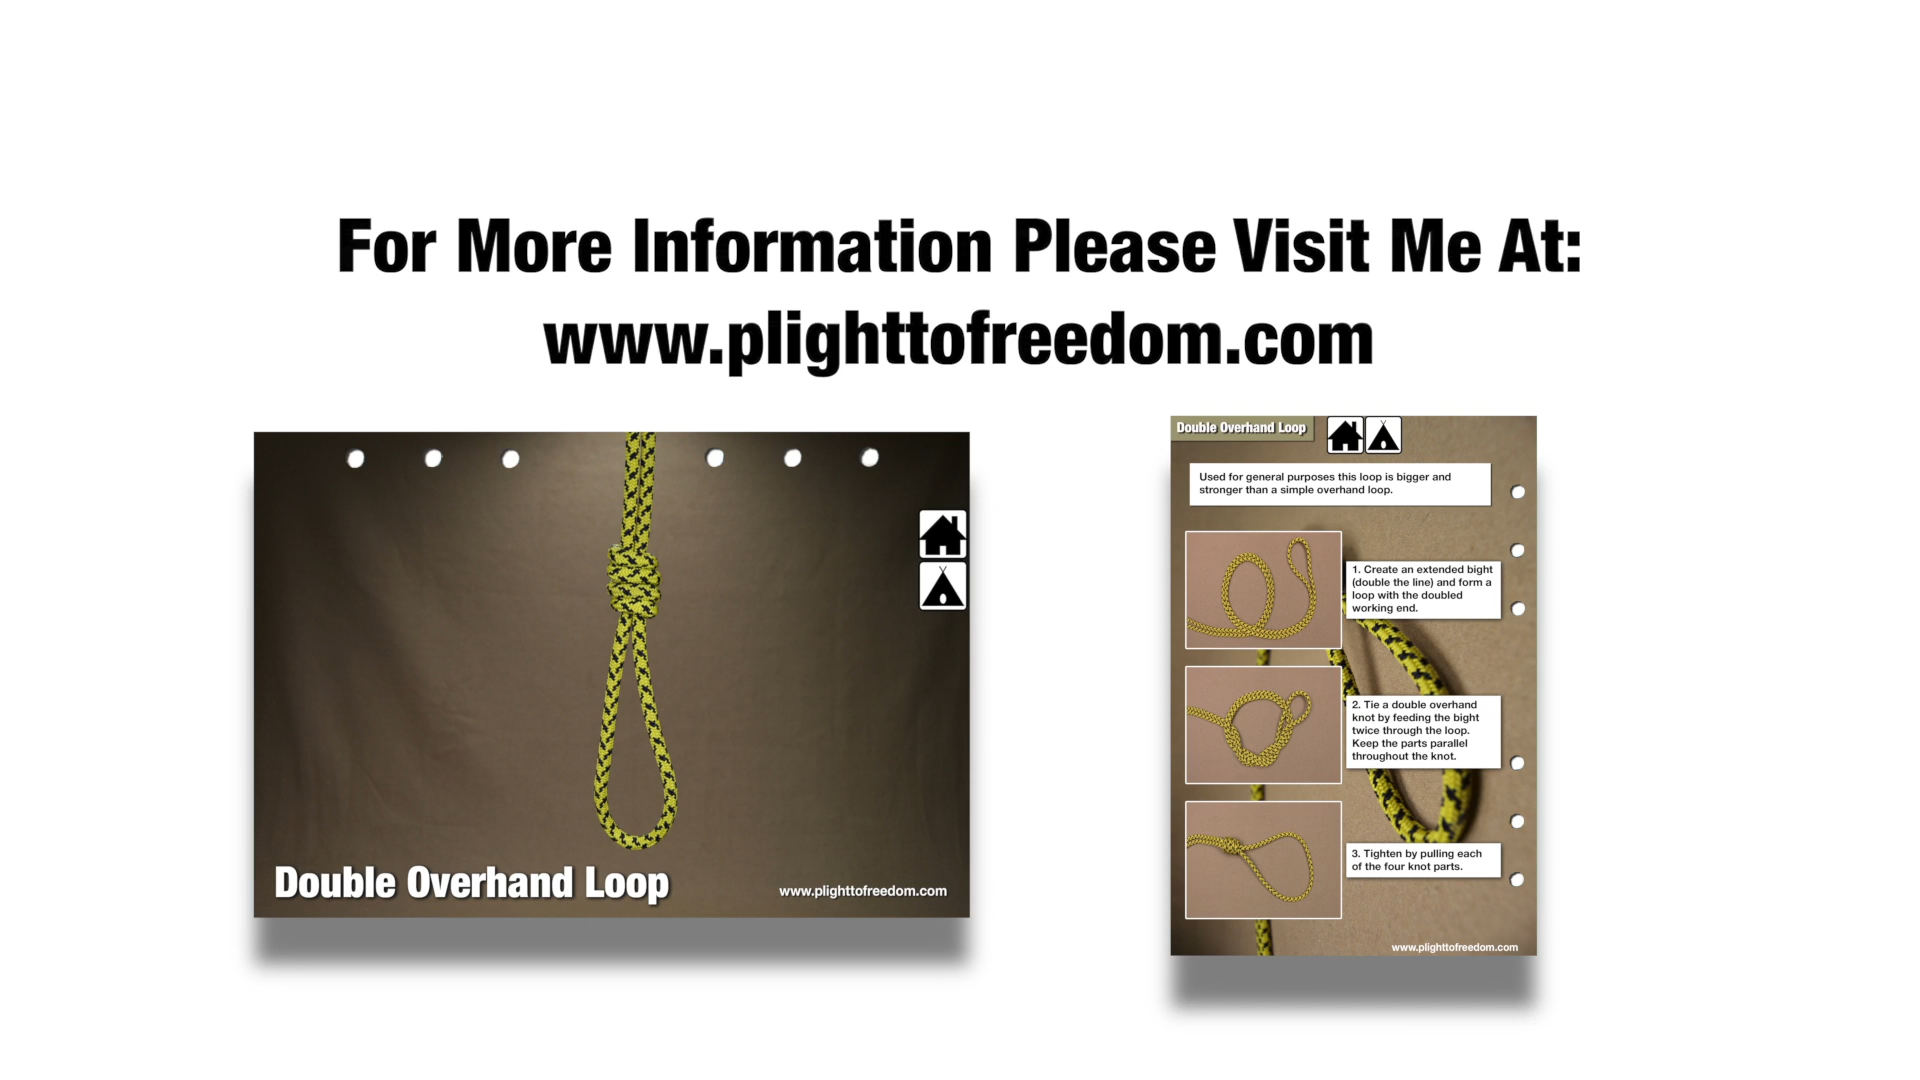 For More Information Please Visit Me At:
www.plighttofreedom.com
Double Overhand Loop
www.plighttofreedom.com
Double Overhand Loop
Used for general purposes this loop is bigger and
stronger than a simple overhand loop.
1. Create an extended bight
(double the line) and form a
loop with the doubled
working end.
2. Tie a double overhand
knot by feeding the bight
twice through the loop.
Keep the parts parallel
throughout the knot.
3. Tighten by pulling each
of the four knot parts.
www.plighttofreedom.com